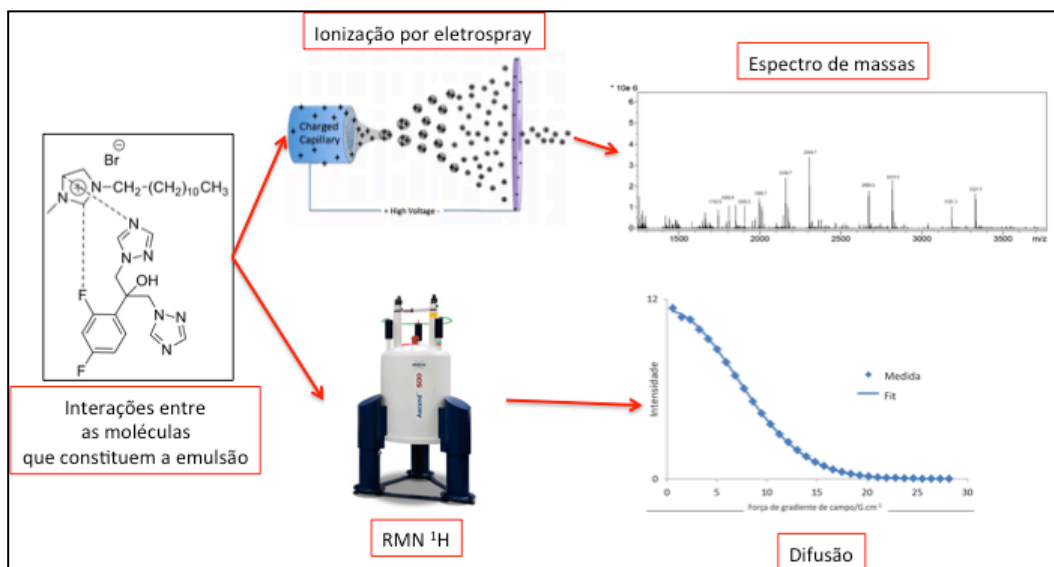 Ionização por eletrospray
Charged
Capillary
+ High Voltage -
Espectro de massas
* 10e 6
6
5
4
3
2
1
0
1500
2000
2500
3000
3500
m/z
⊖
Br
⊕
N–CH₂–(CH₂)₁₀CH₃
N
N
N
N
OH
F
N
N
N
F
Interações entre
as moléculas
que constituem a emulsão
Ascend 500
RMN ¹H
12
Intensidade
0
Medida
Fit
0
5
10
15
20
25
30
Força de gradiente de campo/G.cm⁻¹
Difusão